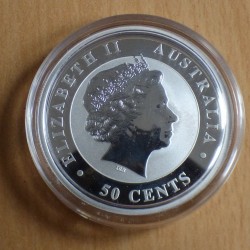 ELIZABETH II AUSTRALIA
50 CENTS